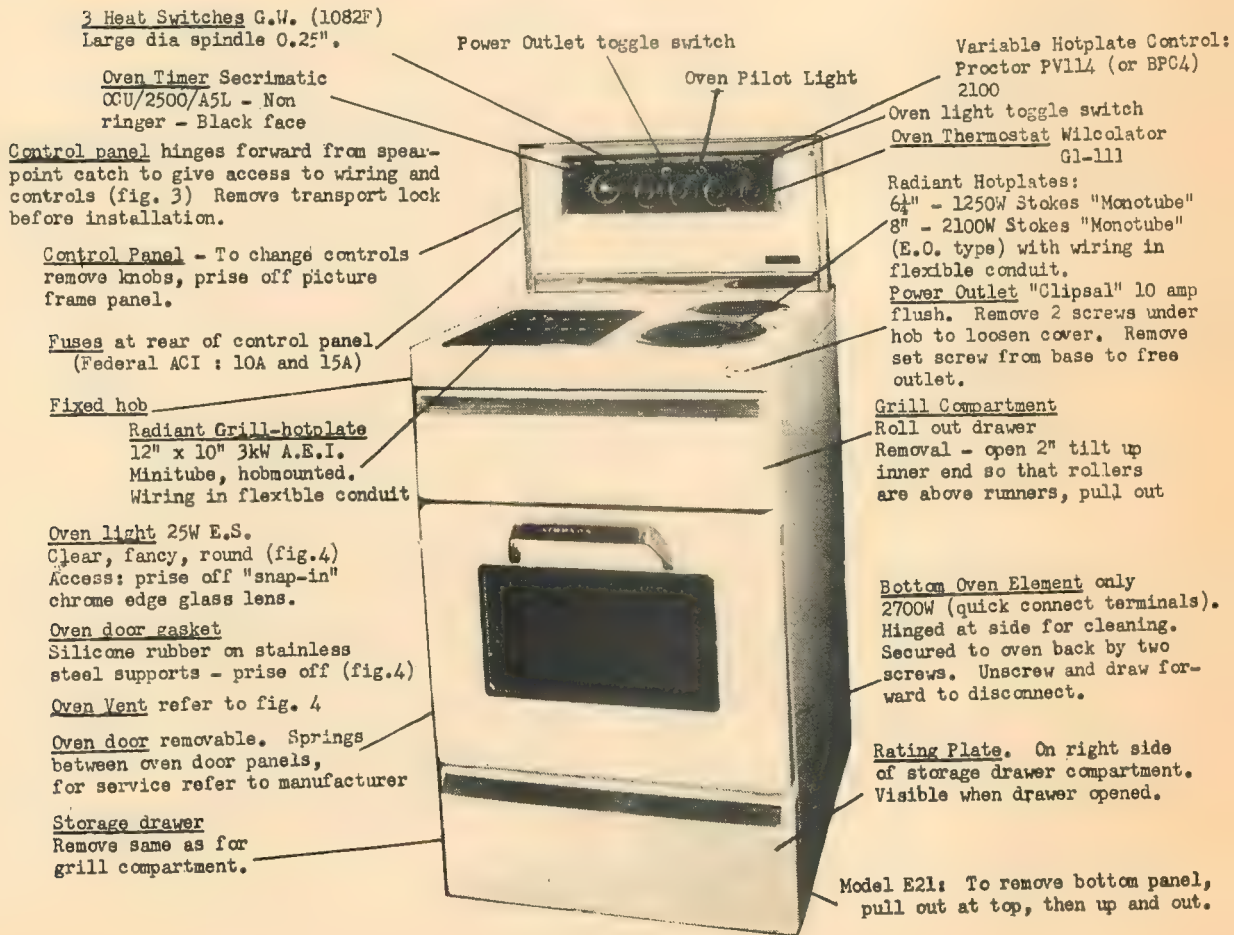 3 Heat Switches G.W. (1082F)
Large dia spindle 0.25".
Power Outlet toggle switch
Oven Pilot Light
Variable Hotplate Control:
Proctor PV114 (or BPC4)
2100
Oven light toggle switch
Oven Thermostat Wilcolator
G1-111
Oven Timer Secrimatic
OCU/2500/A5L - Non
ringer - Black face
Control panel hinges forward from spear-
point catch to give access to wiring and
controls (fig. 3) Remove transport lock
before installation.
Control Panel - To change controls
remove knobs, prise off picture
frame panel.
Fuses at rear of control panel
(Federal ACI : 10A and 15A)
Fixed hob
Radiant Grill-hotplate
12" x 10" 3kW A.E.I.
Minitube, hobmounted.
Wiring in flexible conduit
Oven light 25W E.S.
Clear, fancy, round (fig.4)
Access: prise off "snap-in"
chrome edge glass lens.
Oven door gasket
Silicone rubber on stainless
steel supports - prise off (fig.4)
Oven Vent refer to fig. 4
Oven door removable. Springs
between oven door panels,
for service refer to manufacturer
Storage drawer
Remove same as for
grill compartment.
Radiant Hotplates:
6¼" - 1250W Stokes "Monotube"
8" - 2100W Stokes "Monotube"
(E.O. type) with wiring in
flexible conduit.
Power Outlet "Clipsal" 10 amp
flush. Remove 2 screws under
hob to loosen cover. Remove
set screw from base to free
outlet.
Grill Compartment
Roll out drawer
Removal - open 2" tilt up
inner end so that rollers
are above runners, pull out
Bottom Oven Element only
2700W (quick connect terminals).
Hinged at side for cleaning.
Secured to oven back by two
screws. Unscrew and draw for-
ward to disconnect.
Rating Plate. On right side
of storage drawer compartment.
Visible when drawer opened.
Model E21: To remove bottom panel,
pull out at top, then up and out.